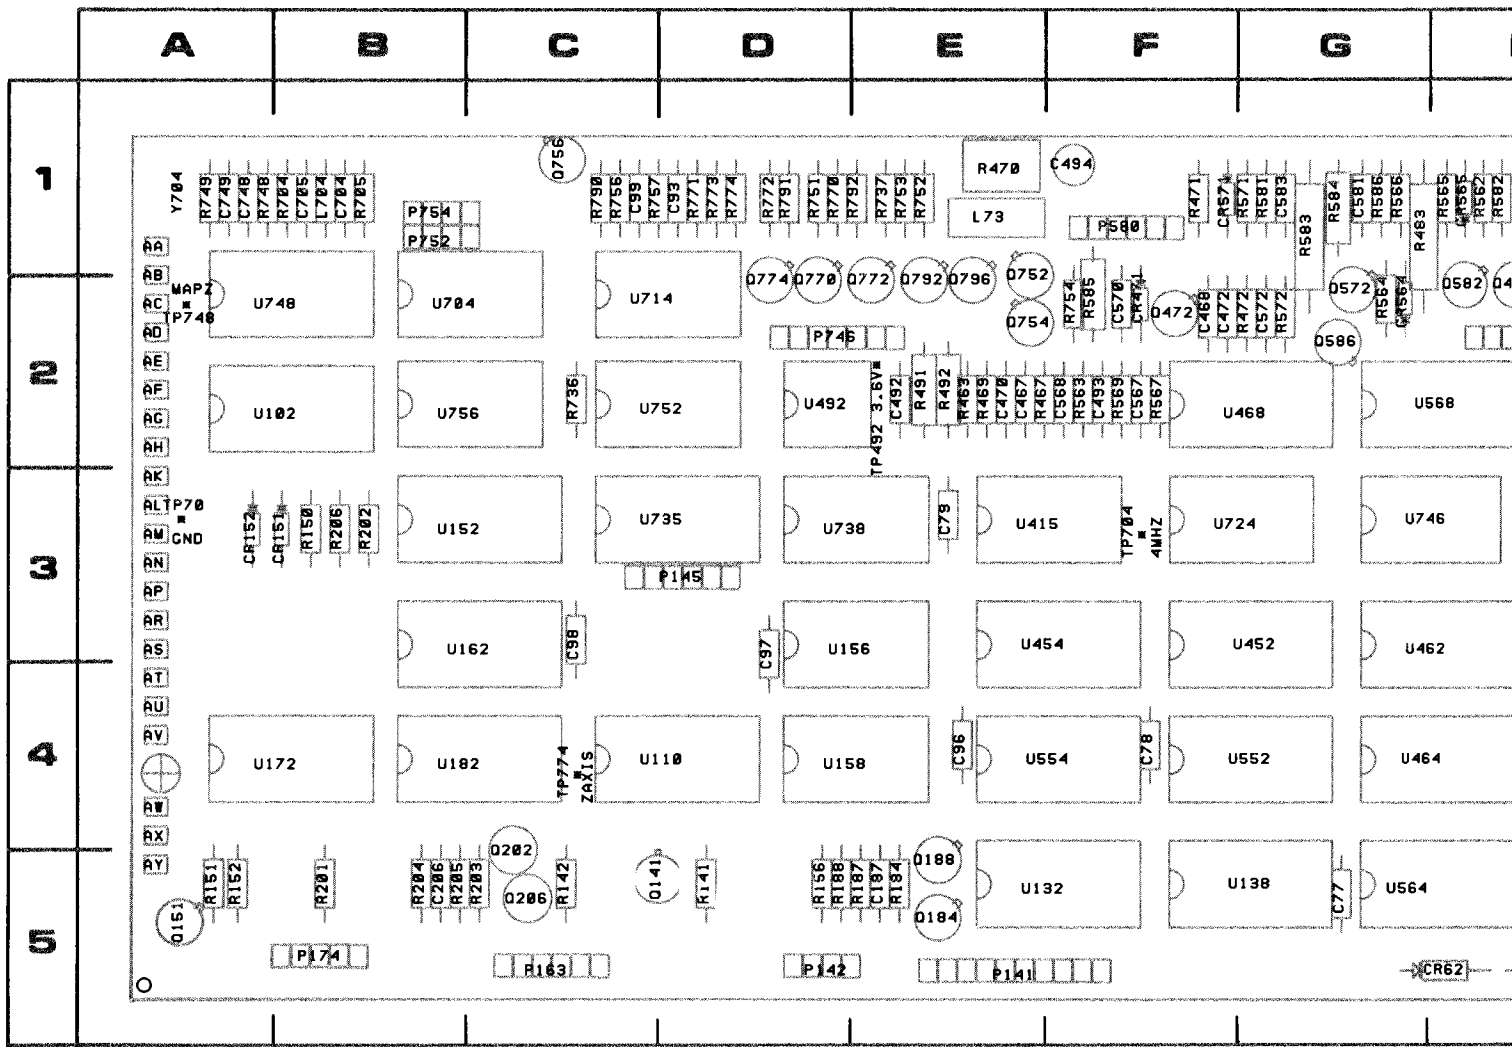 A B C D E F G
1
Y704 R749 C749 C748 R748 R704 C705 L704 C704 R705
P754
P752
Q756
R790 R756 C99 R757 C93 R771 R773 R774 R772 R791 R751 R770 R792 R737 R753 R752
R470
L73
C494
P580
R471 CR571 R571 R581 C583 R583 R584 C581 R586 R566 R483 R565 CR565 R562 R582
AA
AB
AC
AD
AE
AF
AG
AH
AK
AL
AM
AN
AP
AR
AS
AT
AU
AV
AW
AX
AY
MAPZ
TP748
U748 U704 U714
Q774 Q770 Q772 Q792 Q796 Q752
Q754
R754 R585 C570 CR471 Q472 C468 C472 R472 C572 R572 Q572 R564 CR564 Q582
Q586
P746
2
U102 U756 R736 U752 U492 TP492 3.6V C492 R491 R492 R463 R469 C470 C467 R467 C568 R563 C493 R569 C567 R567 U468 U568
3
TP70
GND
CR152 CR151 R150 R206 R202 U152 U735 U738 C79 U415 TP704
4MHZ
U724 U746
P145
U162 C98 C97 U156 U454 U452 U462
4
U172 U182 TP774
ZAXIS
U110 U158 C96 U554 C78 U552 U464
5
R151 R152 R201 R204 C206 R205 R203 Q202 Q206 R142 Q141 R141 R156 R188 R187 C187 R184 Q188 Q184 U132 U138 C77 U564
Q151
P174 P163 P142 P141 CR62